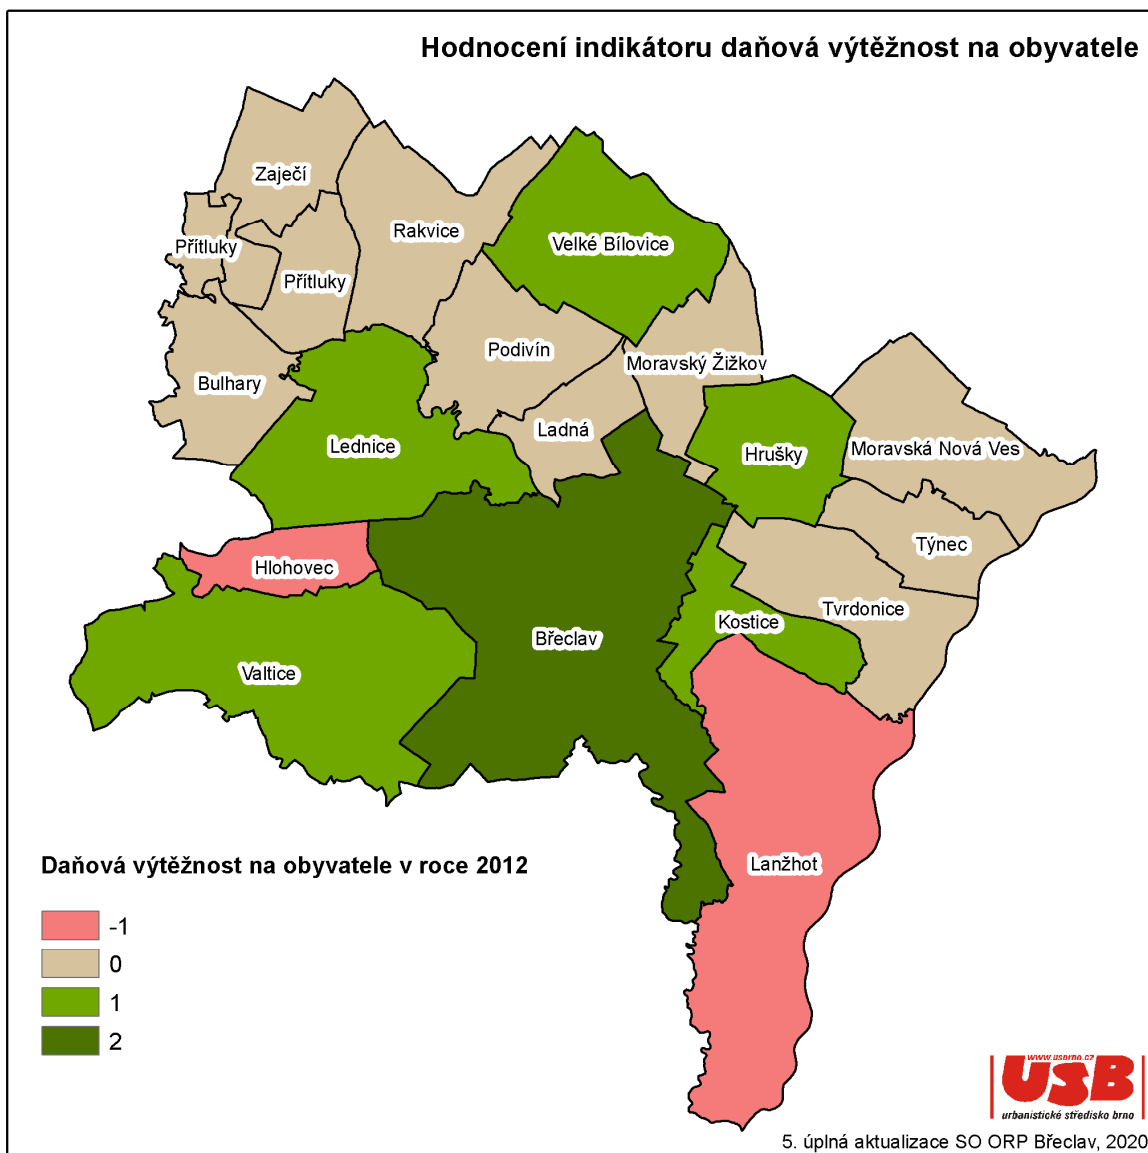 Hodnocení indikátoru daňová výtěžnost na obyvatele
Zaječí
Přítluky
Rakvice
Velké Bílovice
Přítluky
Podivín
Moravský Žižkov
Bulhary
Ladná
Lednice
Hrušky
Moravská Nová Ves
Týnec
Hlohovec
Tvrdonice
Kostice
Břeclav
Valtice
Lanžhot
Daňová výtěžnost na obyvatele v roce 2012
-1
0
1
2
www.usbrno.cz
USB
urbanistické středisko brno
5. úplná aktualizace SO ORP Břeclav, 2020